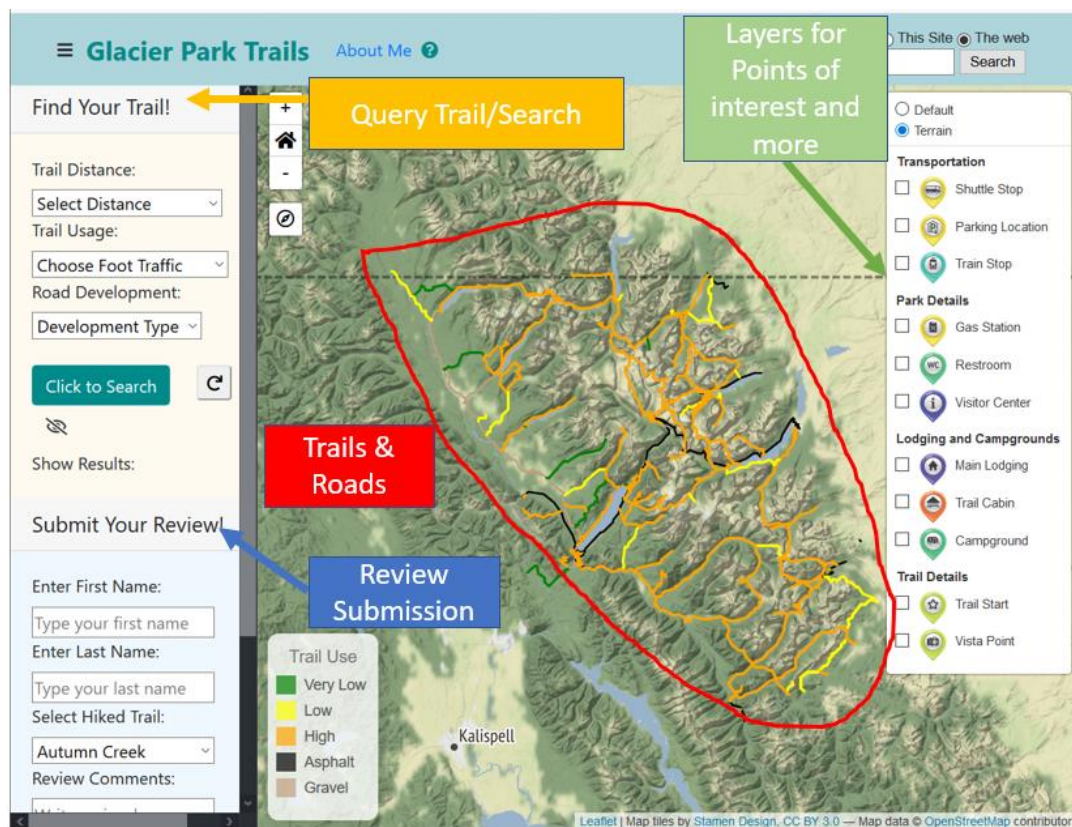 Glacier Park Trails
About Me
This Site
The web
Search
Find Your Trail!
Trail Distance:
Select Distance
Trail Usage:
Choose Foot Traffic
Road Development:
Development Type
Click to Search
Show Results:
Submit Your Review!
Enter First Name:
Type your first name
Enter Last Name:
Type your last name
Select Hiked Trail:
Autumn Creek
Review Comments:
Query Trail/Search
Layers for
Points of
interest and
more
Trails &
Roads
Review
Submission
+
-
Trail Use
Very Low
Low
High
Asphalt
Gravel
Kalispell
Default
Terrain
Transportation
Shuttle Stop
Parking Location
Train Stop
Park Details
Gas Station
WC
Restroom
Visitor Center
Lodging and Campgrounds
Main Lodging
Trail Cabin
Campground
Trail Details
Trail Start
Vista Point
Leaflet | Map tiles by Stamen Design, CC BY 3.0 — Map data © OpenStreetMap contributor